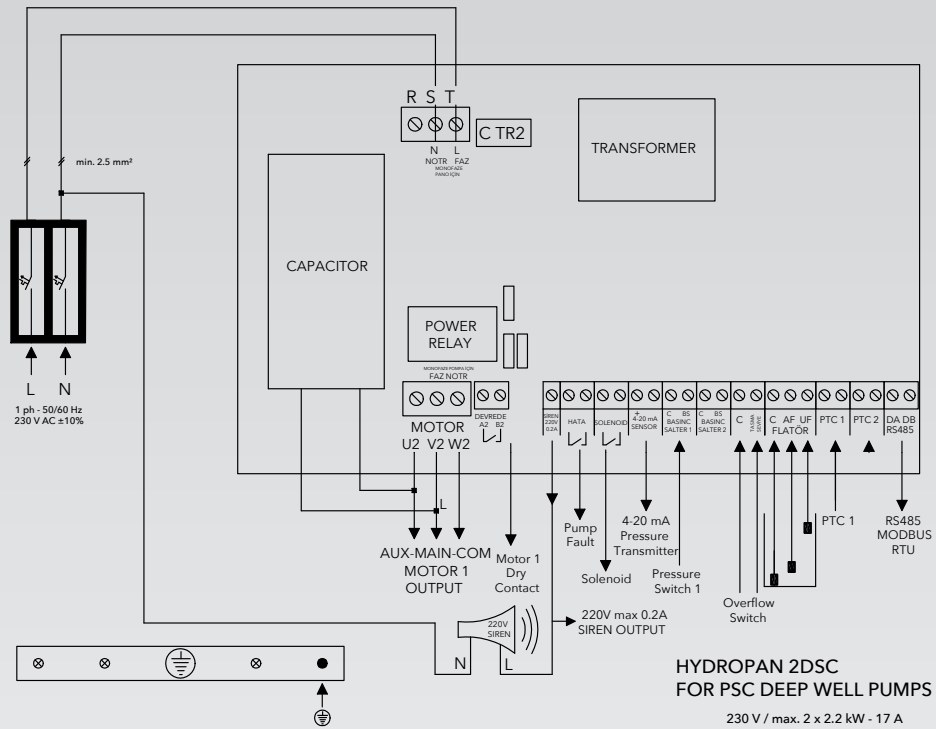 min. 2.5 mm²
L N
1 ph - 50/60 Hz
230 V AC ±10%
R S T
C TR2
N L
NOTR FAZ
MONOFAZE
PANO İÇİN
TRANSFORMER
CAPACITOR
POWER
RELAY
MONOFAZE POMPA İÇİN
FAZ NOTR
MOTOR
U2 V2 W2
DEVREDE
A2 B2
SIREN
220V
0.2A
HATA
SOLENOID
+
4-20 mA
SENSOR
C BS
BASINC
SALTER 1
C BS
BASINC
SALTER 2
C
TASMA
SEVIYE
C AF UF
FLATÖR
PTC 1
PTC 2
DA DB
RS485
L
AUX-MAIN-COM
MOTOR 1
OUTPUT
Motor 1
Dry
Contact
Pump
Fault
Solenoid
4-20 mA
Pressure
Transmitter
Pressure
Switch 1
Overflow
Switch
PTC 1
RS485
MODBUS
RTU
220V
SIREN
N L
220V max 0.2A
SIREN OUTPUT
HYDROPAN 2DSC
FOR PSC DEEP WELL PUMPS
230 V / max. 2 x 2.2 kW - 17 A